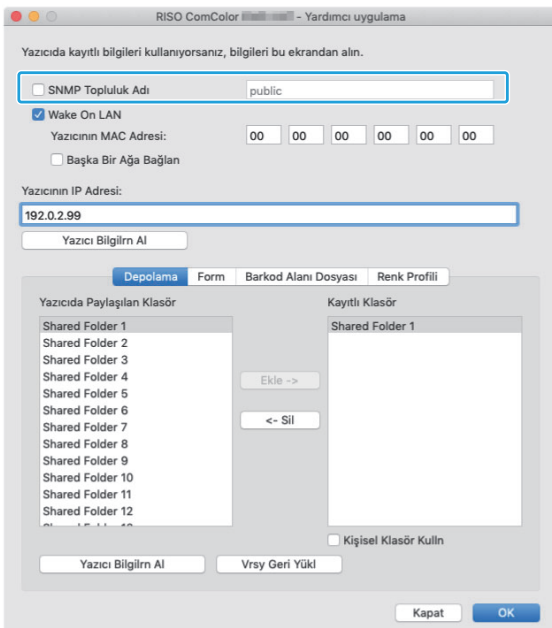 RISO ComColor - Yardımcı uygulama
Yazıcıda kayıtlı bilgileri kullanıyorsanız, bilgileri bu ekrandan alın.
SNMP Topluluk Adı public
Wake On LAN
Yazıcının MAC Adresi: 00 00 00 00 00 00
Başka Bir Ağa Bağlan
Yazıcının IP Adresi:
192.0.2.99
Yazıcı Bilgilrn Al
Depolama Form Barkod Alanı Dosyası Renk Profili
Yazıcıda Paylaşılan Klasör Kayıtlı Klasör
Shared Folder 1 Shared Folder 1
Shared Folder 2
Shared Folder 3
Shared Folder 4
Shared Folder 5
Shared Folder 6
Shared Folder 7
Shared Folder 8
Shared Folder 9
Shared Folder 10
Shared Folder 11
Shared Folder 12
Ekle ->
<- Sil
Kişisel Klasör Kulln
Yazıcı Bilgilrn Al Vrsy Geri Yükl
Kapat OK